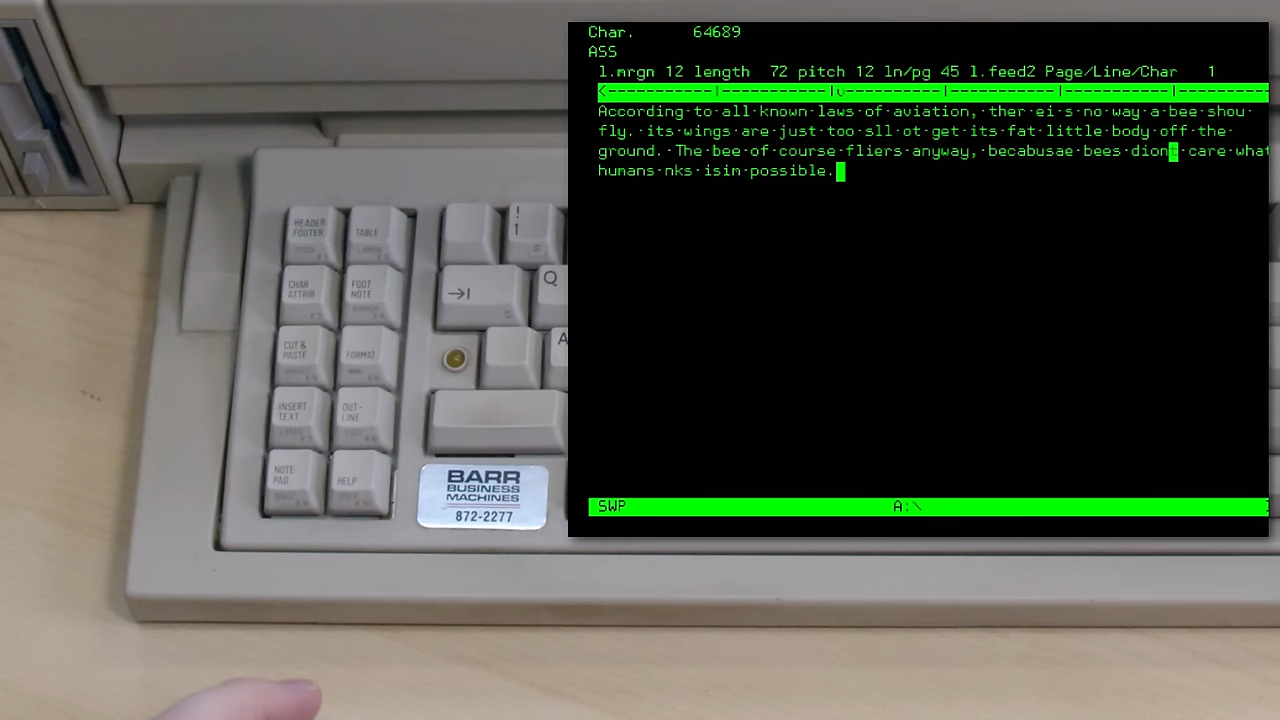 Char. 64689
ASS
l.mrgn 12 length 72 pitch 12 ln/pg 45 l.feed2 Page/Line/Char 1
According·to·all·known·laws·of·aviation,·ther·ei·s·no·way·a·bee·shou
fly.·its·wings·are·just·too·sll·ot·get·its·fat·little·body·off·the·
ground.·The·bee·of·course·fliers·anyway,·becabusae·bees·diont·care·what
humans·nks·isim·possible.
SWP A:\
HEADER FOOTER
TABLE
! 1 =
CHAR ATTRIB
FOOT NOTE
→I
Q
CUT & PASTE
FORMAT
A
INSERT TEXT
OUT-LINE
NOTE PAD
HELP
BARR
BUSINESS
MACHINES
872-2277